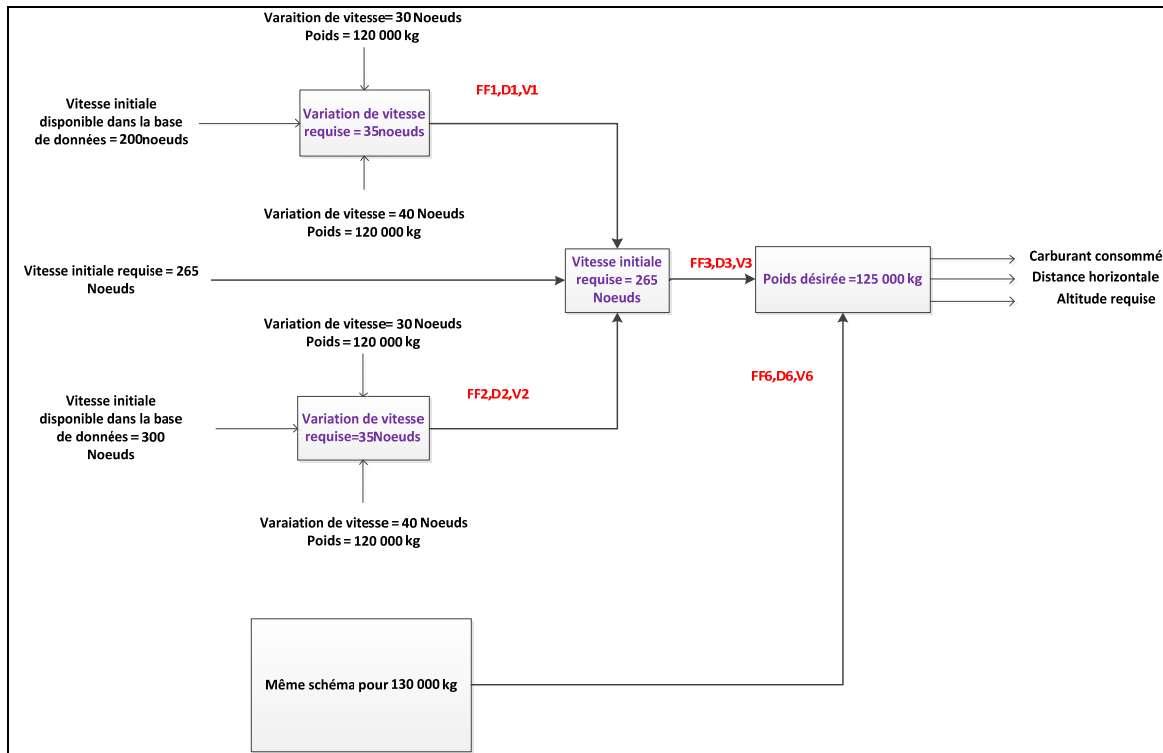 Varaition de vitesse= 30 Noeuds
Poids = 120 000 kg
FF1,D1,V1
Vitesse initiale
disponible dans la base
de données = 200noeuds
Variation de vitesse
requise = 35noeuds
Variation de vitesse = 40 Noeuds
Poids = 120 000 kg
Vitesse initiale requise = 265
Noeuds
Vitesse initiale
requise = 265
Noeuds
FF3,D3,V3
Poids désirée =125 000 kg
Carburant consommé
Distance horizontale
Altitude requise
Variation de vitesse= 30 Noeuds
Poids = 120 000 kg
FF2,D2,V2
FF6,D6,V6
Vitesse initiale
disponible dans la base
de données = 300
Noeuds
Variation de vitesse
requise=35Noeuds
Varaiation de vitesse = 40 Noeuds
Poids = 120 000 kg
Même schéma pour 130 000 kg